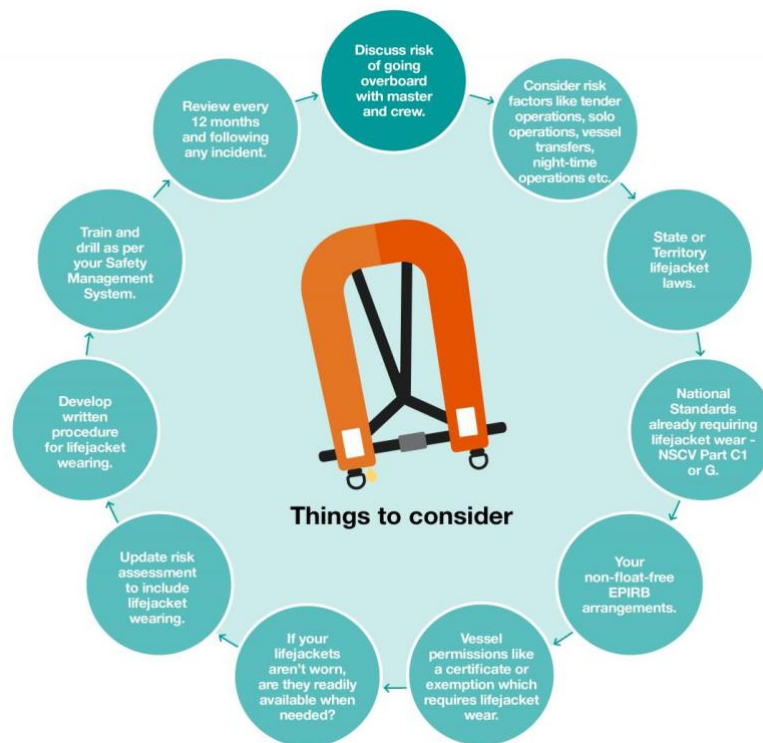 Discuss risk
of going
overboard
with master
and crew.
Consider risk
factors like tender
operations, solo
operations, vessel
transfers,
night-time
operations etc.
State or
Territory
lifejacket
laws.
National
Standards
already requiring
lifejacket wear -
NSCV Part C1
or G.
Your
non-float-free
EPIRB
arrangements.
Vessel
permissions like
a certificate or
exemption which
requires lifejacket
wear.
If your
lifejackets
aren't worn,
are they readily
available when
needed?
Update risk
assessment
to include
lifejacket
wearing.
Develop
written
procedure
for lifejacket
wearing.
Train and
drill as per
your Safety
Management
System.
Review every
12 months
and following
any incident.
Things to consider